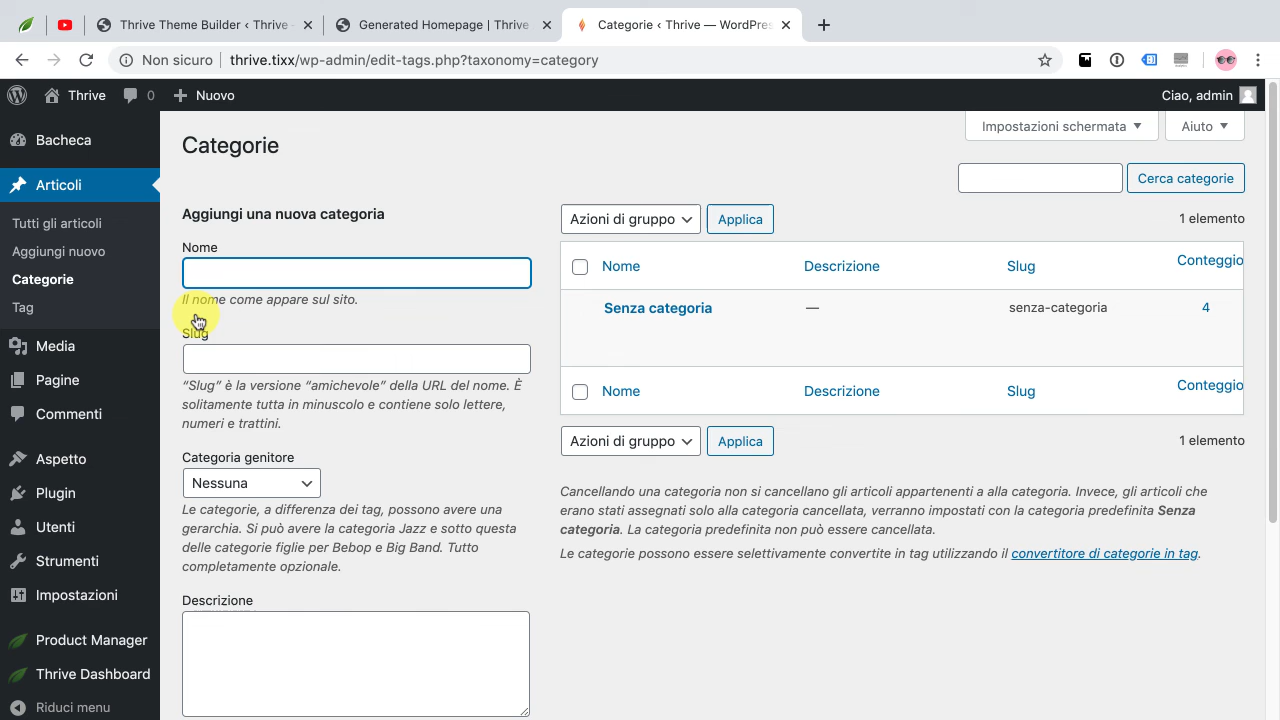 Thrive Theme Builder ‹ Thrive
Generated Homepage | Thrive
Categorie ‹ Thrive — WordPres
Non sicuro
thrive.tixx/wp-admin/edit-tags.php?taxonomy=category
Thrive
0
Nuovo
Ciao, admin
Bacheca
Articoli
Tutti gli articoli
Aggiungi nuovo
Categorie
Tag
Media
Pagine
Commenti
Aspetto
Plugin
Utenti
Strumenti
Impostazioni
Product Manager
Thrive Dashboard
Riduci menu
Impostazioni schermata
Aiuto
Categorie
Cerca categorie
Aggiungi una nuova categoria
Nome
Il nome come appare sul sito.
Slug
“Slug” è la versione “amichevole” della URL del nome. È
solitamente tutta in minuscolo e contiene solo lettere,
numeri e trattini.
Categoria genitore
Nessuna
Le categorie, a differenza dei tag, possono avere una
gerarchia. Si può avere la categoria Jazz e sotto questa
delle categorie figlie per Bebop e Big Band. Tutto
completamente opzionale.
Descrizione
Azioni di gruppo
Applica
1 elemento
Nome Descrizione Slug Conteggio
Senza categoria — senza-categoria 4
Nome Descrizione Slug Conteggio
Azioni di gruppo
Applica
1 elemento
Cancellando una categoria non si cancellano gli articoli appartenenti a alla categoria. Invece, gli articoli che
erano stati assegnati solo alla categoria cancellata, verranno impostati con la categoria predefinita Senza
categoria. La categoria predefinita non può essere cancellata.
Le categorie possono essere selettivamente convertite in tag utilizzando il convertitore di categorie in tag.